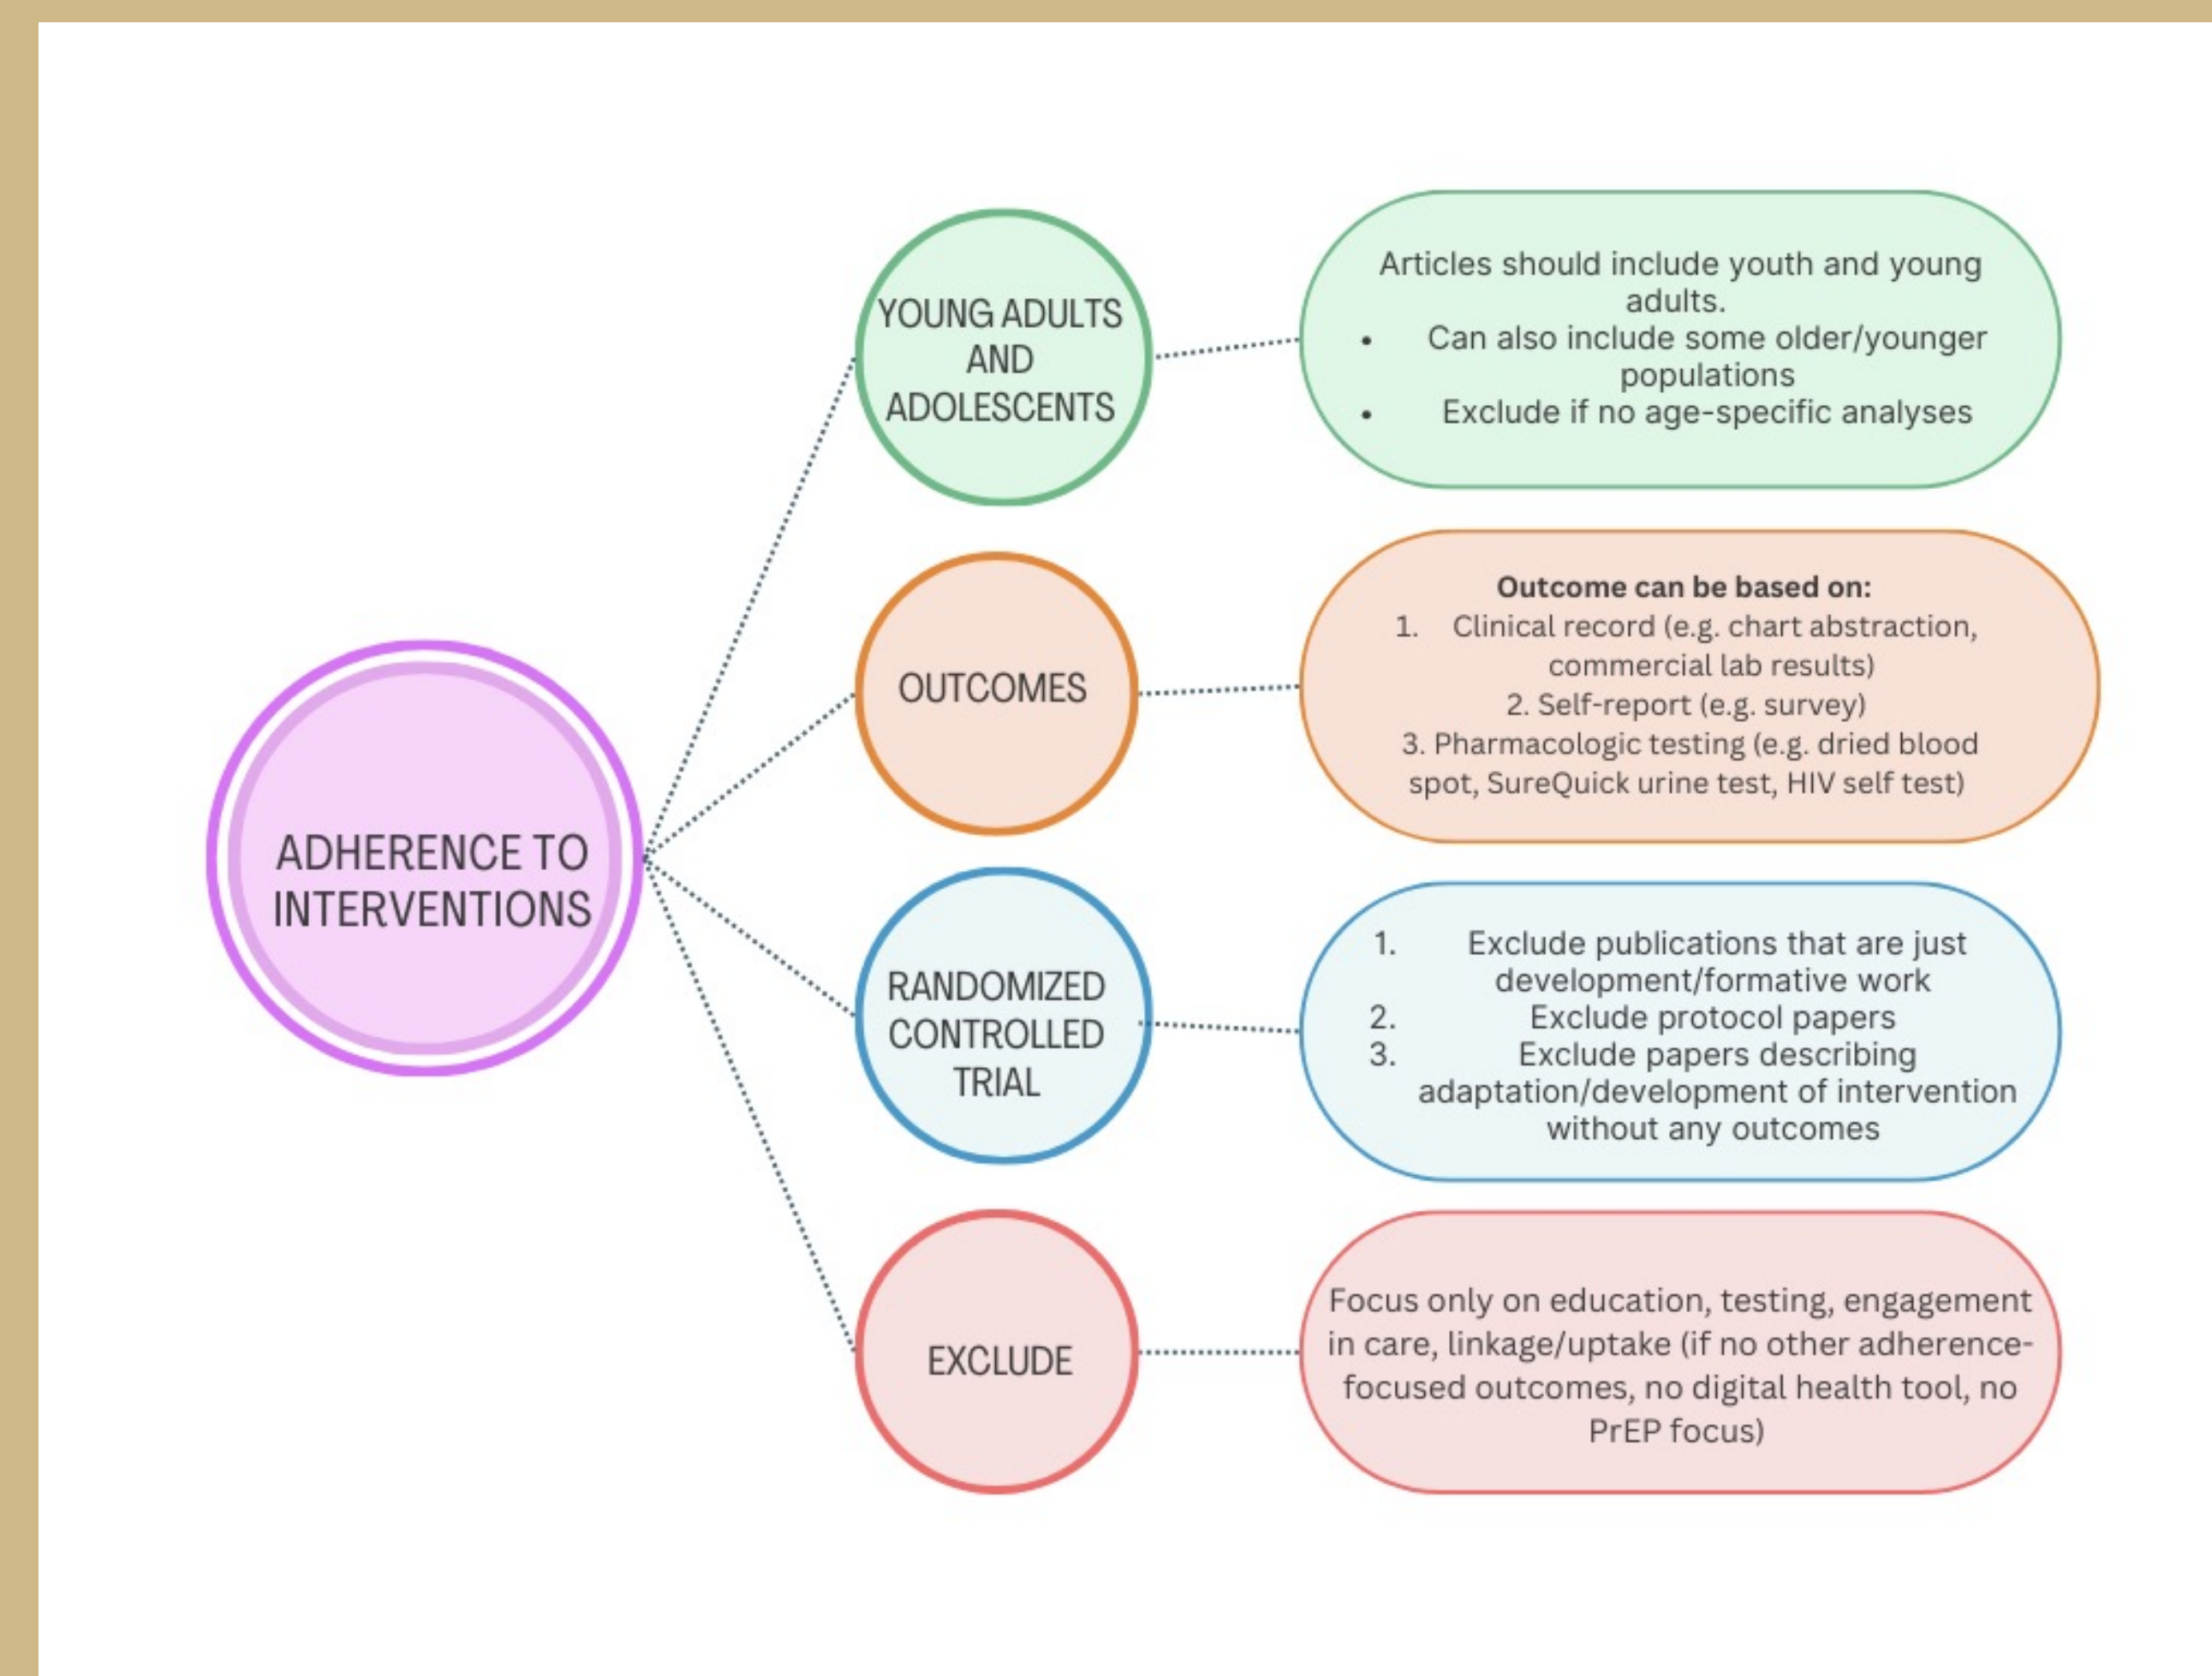 ADHERENCE TO
INTERVENTIONS
YOUNG ADULTS
AND
ADOLESCENTS
Articles should include youth and young
adults.
• Can also include some older/younger
populations
• Exclude if no age-specific analyses
OUTCOMES
Outcome can be based on:
1. Clinical record (e.g. chart abstraction,
commercial lab results)
2. Self-report (e.g. survey)
3. Pharmacologic testing (e.g. dried blood
spot, SureQuick urine test, HIV self test)
RANDOMIZED
CONTROLLED
TRIAL
1. Exclude publications that are just
development/formative work
2. Exclude protocol papers
3. Exclude papers describing
adaptation/development of intervention
without any outcomes
EXCLUDE
Focus only on education, testing, engagement
in care, linkage/uptake (if no other adherence-
focused outcomes, no digital health tool, no
PrEP focus)